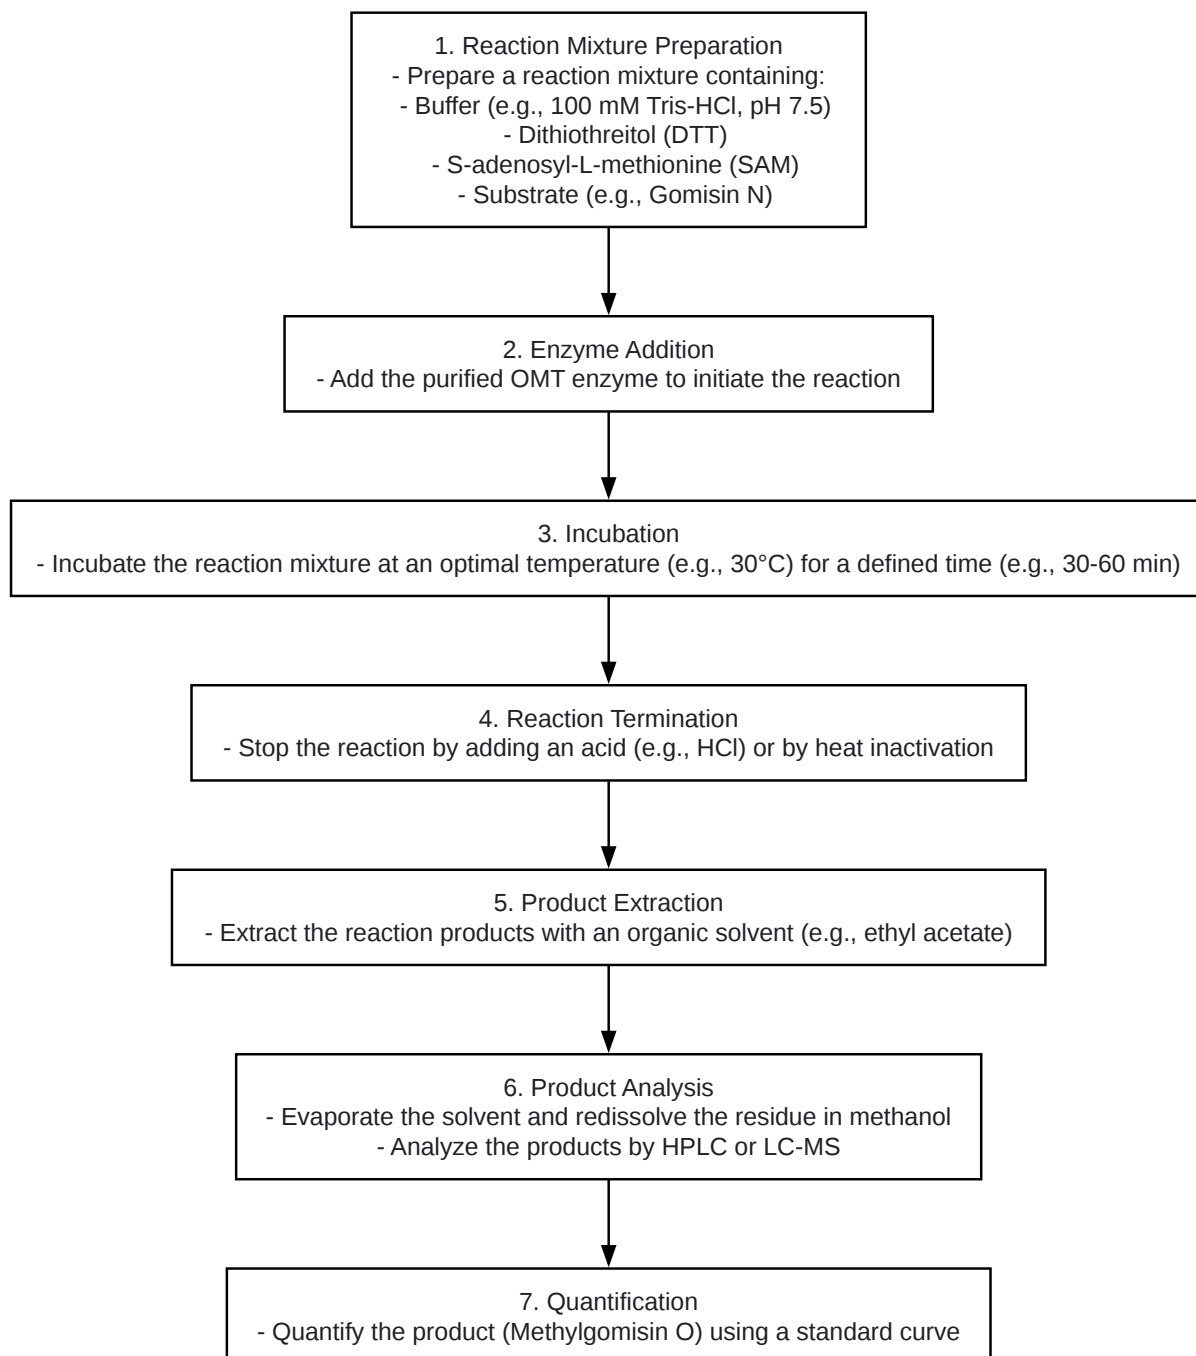 1. Reaction Mixture Preparation
- Prepare a reaction mixture containing:
- Buffer (e.g., 100 mM Tris-HCl, pH 7.5)
- Dithiothreitol (DTT)
- S-adenosyl-L-methionine (SAM)
- Substrate (e.g., Gomisin N)
2. Enzyme Addition
- Add the purified OMT enzyme to initiate the reaction
3. Incubation
- Incubate the reaction mixture at an optimal temperature (e.g., 30°C) for a defined time (e.g., 30-60 min)
4. Reaction Termination
- Stop the reaction by adding an acid (e.g., HCl) or by heat inactivation
5. Product Extraction
- Extract the reaction products with an organic solvent (e.g., ethyl acetate)
6. Product Analysis
- Evaporate the solvent and redissolve the residue in methanol
- Analyze the products by HPLC or LC-MS
7. Quantification
- Quantify the product (Methylgomisin O) using a standard curve